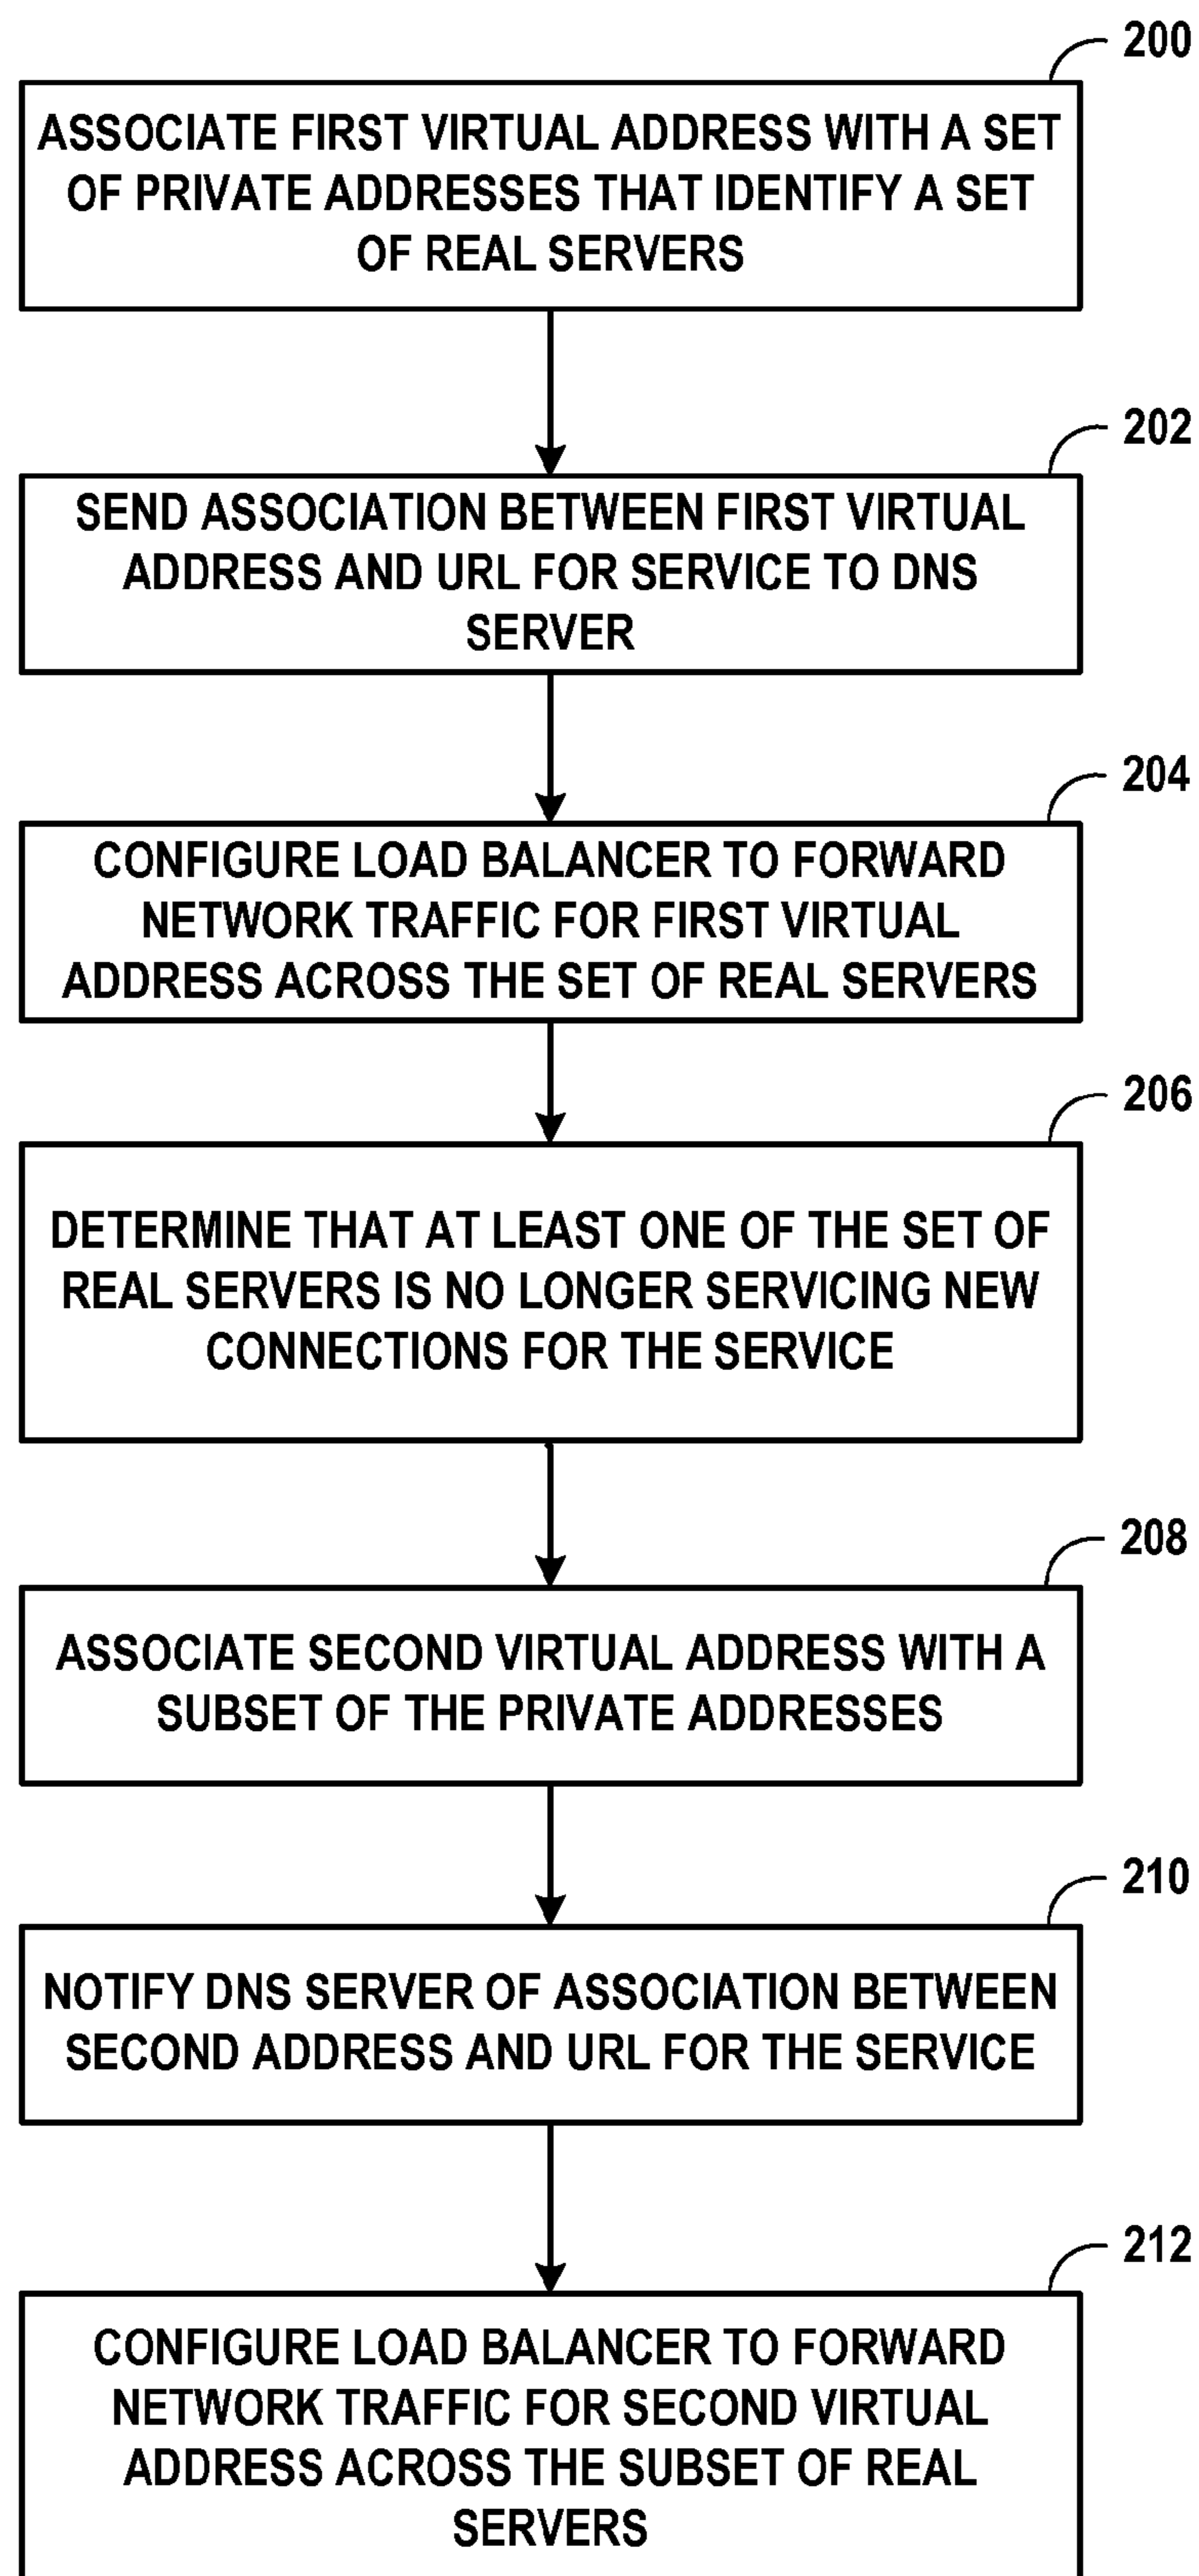 200
ASSOCIATE FIRST VIRTUAL ADDRESS WITH A SET
OF PRIVATE ADDRESSES THAT IDENTIFY A SET
OF REAL SERVERS
202
SEND ASSOCIATION BETWEEN FIRST VIRTUAL
ADDRESS AND URL FOR SERVICE TO DNS
SERVER
204
CONFIGURE LOAD BALANCER TO FORWARD
NETWORK TRAFFIC FOR FIRST VIRTUAL
ADDRESS ACROSS THE SET OF REAL SERVERS
206
DETERMINE THAT AT LEAST ONE OF THE SET OF
REAL SERVERS IS NO LONGER SERVICING NEW
CONNECTIONS FOR THE SERVICE
208
ASSOCIATE SECOND VIRTUAL ADDRESS WITH A
SUBSET OF THE PRIVATE ADDRESSES
210
NOTIFY DNS SERVER OF ASSOCIATION BETWEEN
SECOND ADDRESS AND URL FOR THE SERVICE
212
CONFIGURE LOAD BALANCER TO FORWARD
NETWORK TRAFFIC FOR SECOND VIRTUAL
ADDRESS ACROSS THE SUBSET OF REAL
SERVERS